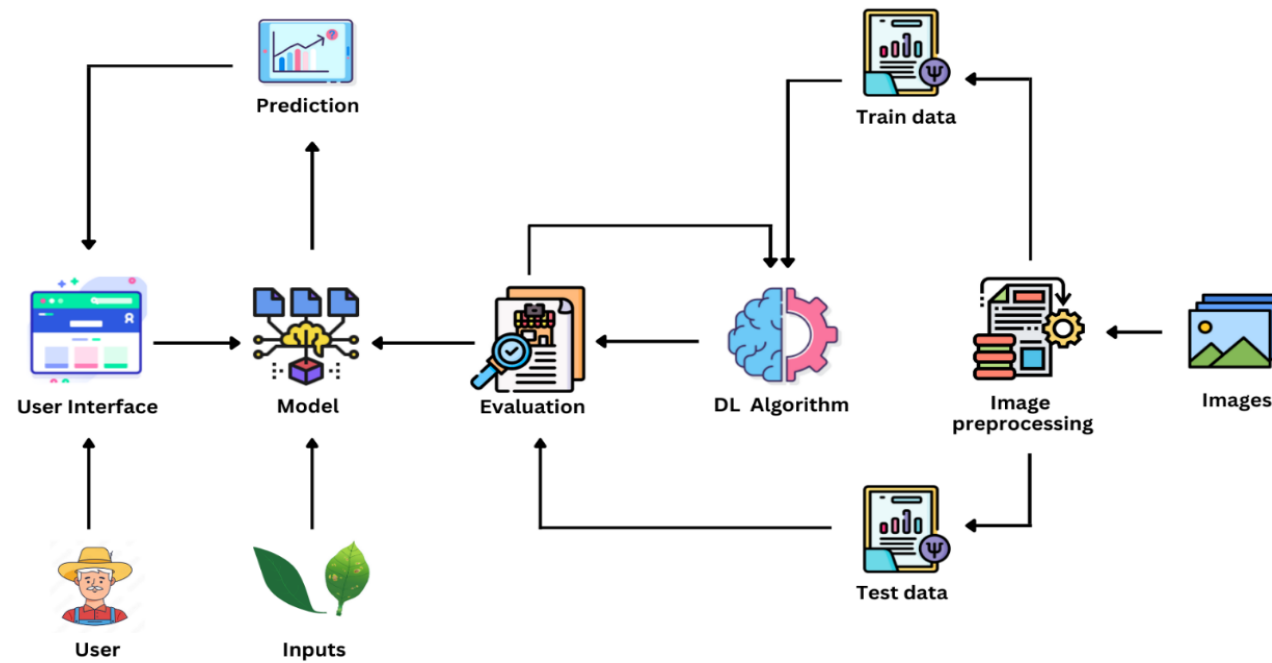 Prediction
Train data
User Interface
Model
Evaluation
DL Algorithm
Image
preprocessing
Images
Test data
User
Inputs